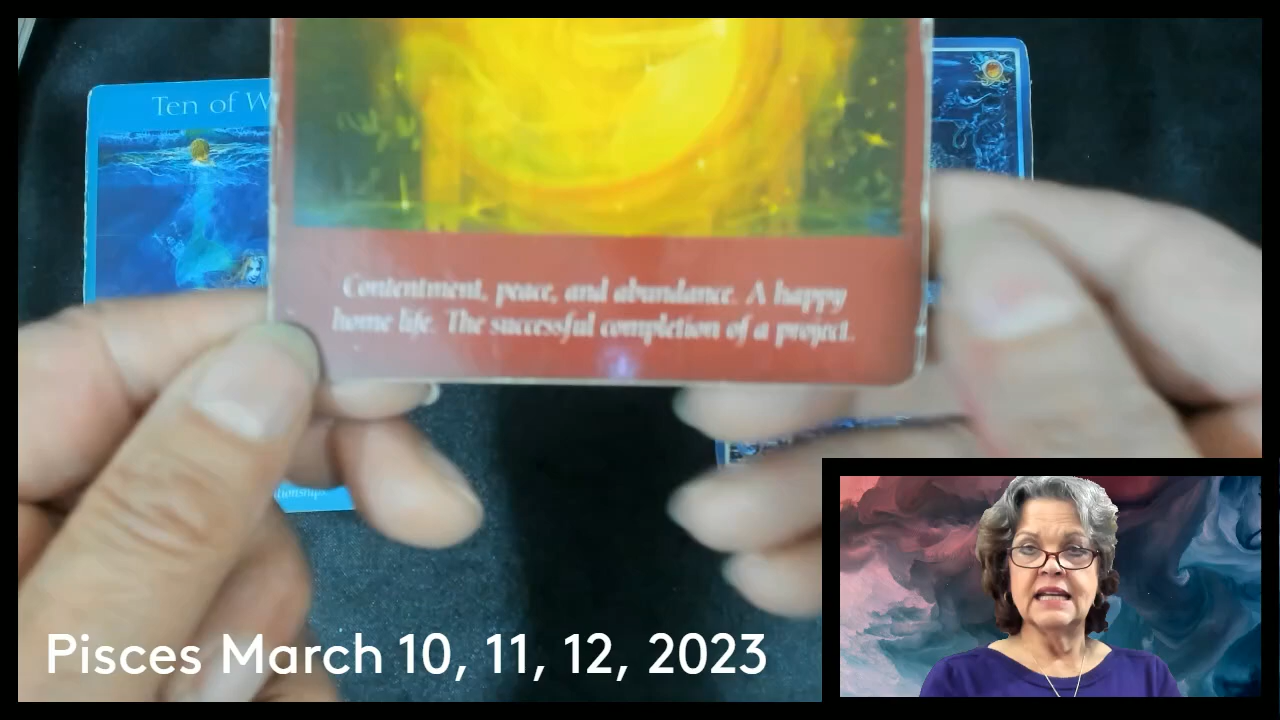 Ten of W
Contentment, peace, and abundance. A happy
home life. The successful completion of a project.
Pisces March 10, 11, 12, 2023